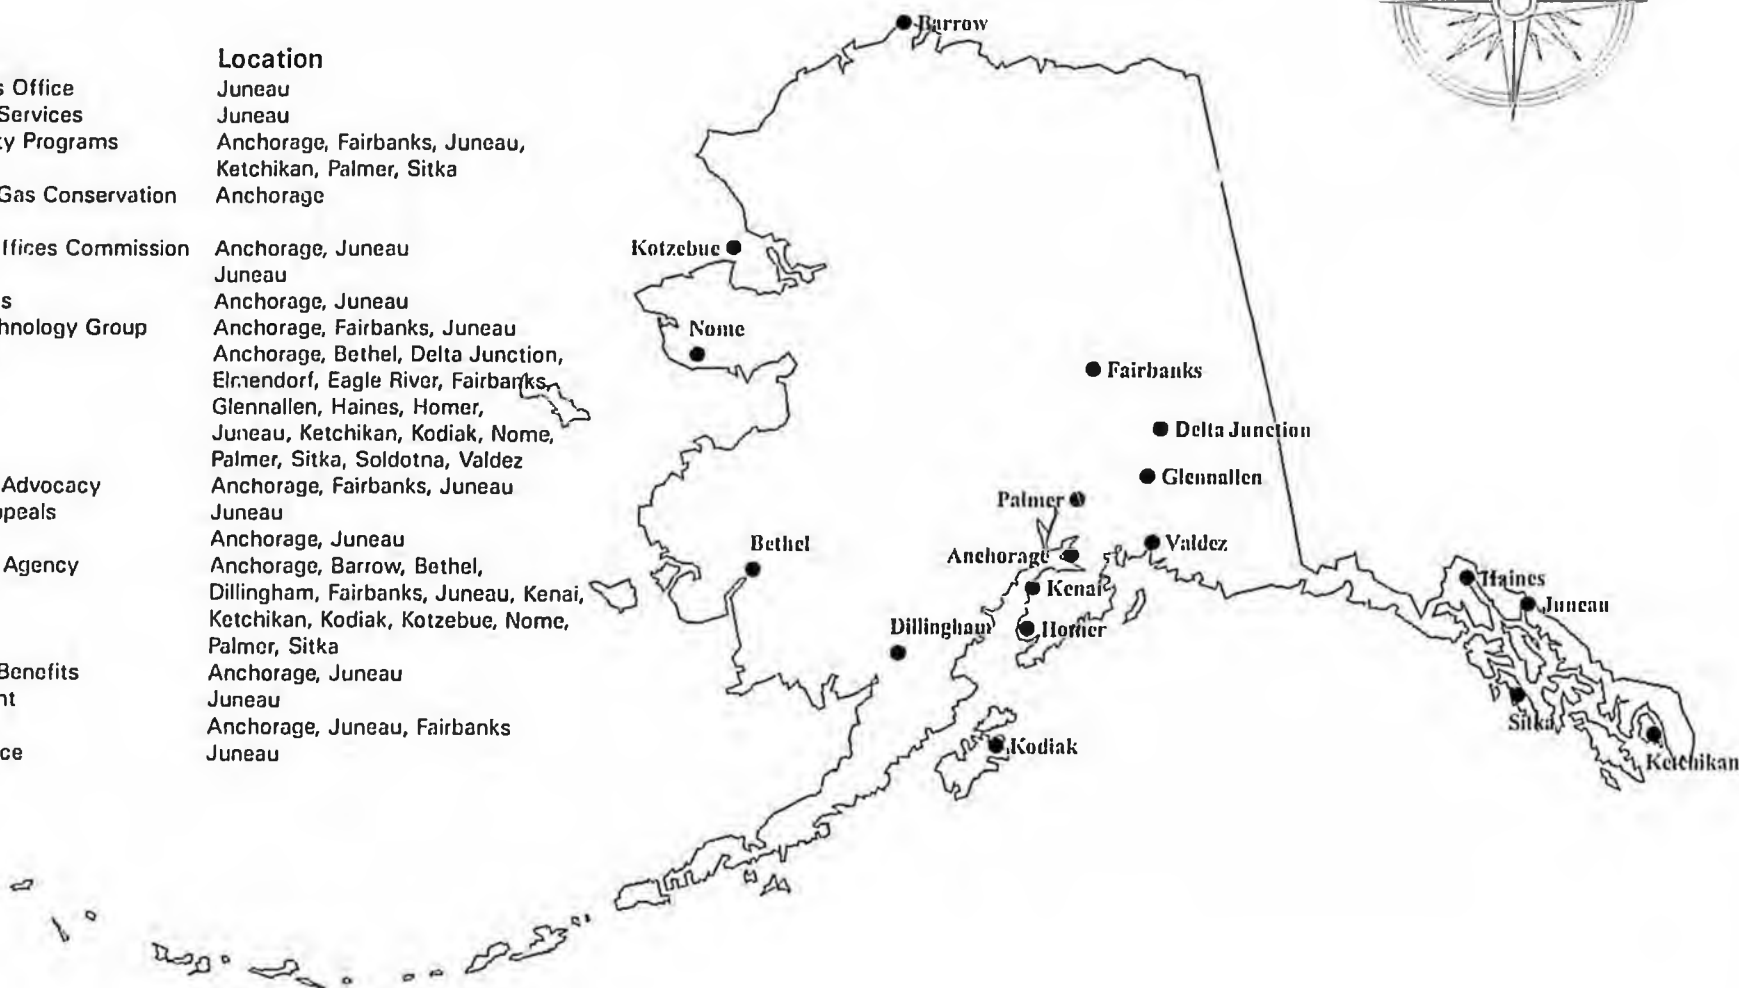 Location
s Office Juneau
Services Juneau
ty Programs Anchorage, Fairbanks, Juneau,
Ketchikan, Palmer, Sitka
Gas Conservation Anchorage
ffices Commission Anchorage, Juneau
Juneau
s Anchorage, Juneau
hnology Group Anchorage, Fairbanks, Juneau
Anchorage, Bethel, Delta Junction,
Elmendorf, Eagle River, Fairbanks,
Glennallen, Haines, Homer,
Juneau, Ketchikan, Kodiak, Nome,
Palmer, Sitka, Soldotna, Valdez
Advocacy Anchorage, Fairbanks, Juneau
ppeals Juneau
Anchorage, Juneau
Agency Anchorage, Barrow, Bethel,
Dillingham, Fairbanks, Juneau, Kenai,
Ketchikan, Kodiak, Kotzebue, Nome,
Palmer, Sitka
Benefits Anchorage, Juneau
nt Juneau
Anchorage, Juneau, Fairbanks
ce Juneau
Barrow
Kotzebue
Nome
Fairbanks
Delta Junction
Glennallen
Palmer
Bethel
Anchorage
Valdez
Kenai
Haines
Juneau
Dillingham
Homer
Sitka
Kodiak
Ketchikan